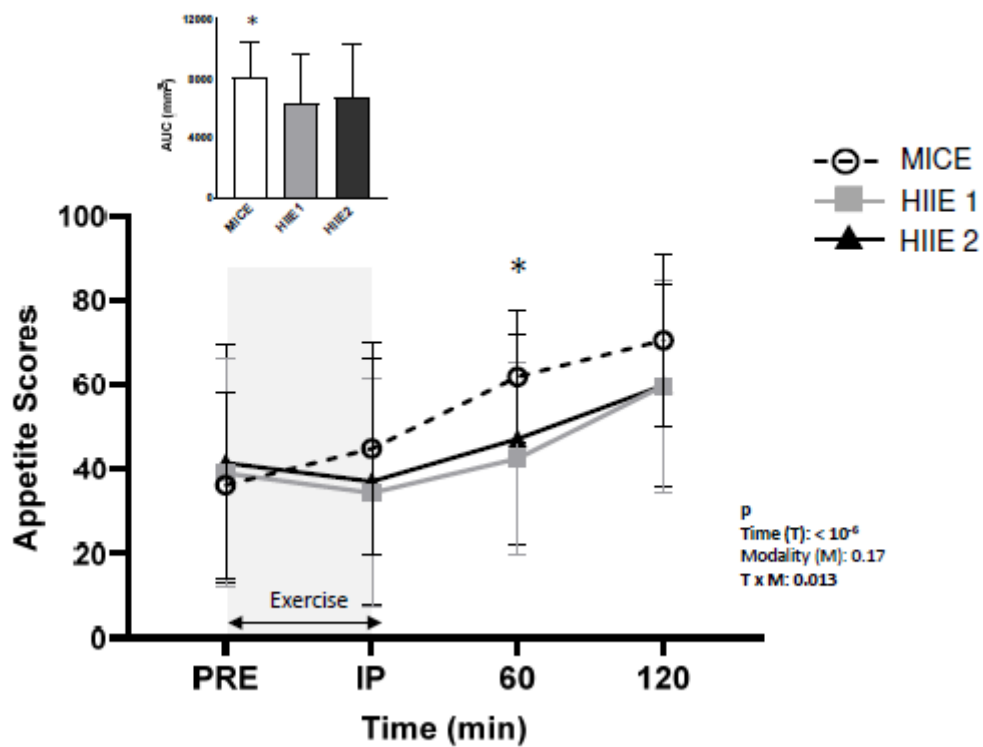 12000
*
8000
4000
0
AUC (mm²)
MICE
HIIE1
HIIE2
MICE
HIIE 1
HIIE 2
100
80
60
40
20
0
Appetite Scores
*
Exercise
p
Time (T): < 10⁻⁶
Modality (M): 0.17
T x M: 0.013
PRE
IP
60
120
Time (min)